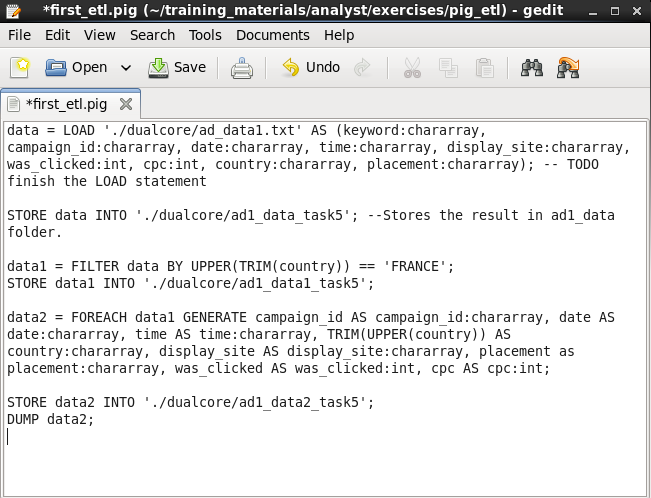 *first_etl.pig (~/training_materials/analyst/exercises/pig_etl) - gedit
File Edit View Search Tools Documents Help
Open Save Undo
*first_etl.pig
data = LOAD './dualcore/ad_data1.txt' AS (keyword:chararray,
campaign_id:chararray, date:chararray, time:chararray, display_site:chararray,
was_clicked:int, cpc:int, country:chararray, placement:chararray); -- TODO
finish the LOAD statement
STORE data INTO './dualcore/ad1_data_task5'; --Stores the result in ad1_data
folder.
data1 = FILTER data BY UPPER(TRIM(country)) == 'FRANCE';
STORE data1 INTO './dualcore/ad1_data1_task5';
data2 = FOREACH data1 GENERATE campaign_id AS campaign_id:chararray, date AS
date:chararray, time AS time:chararray, TRIM(UPPER(country)) AS
country:chararray, display_site AS display_site:chararray, placement as
placement:chararray, was_clicked AS was_clicked:int, cpc AS cpc:int;
STORE data2 INTO './dualcore/ad1_data2_task5';
DUMP data2;